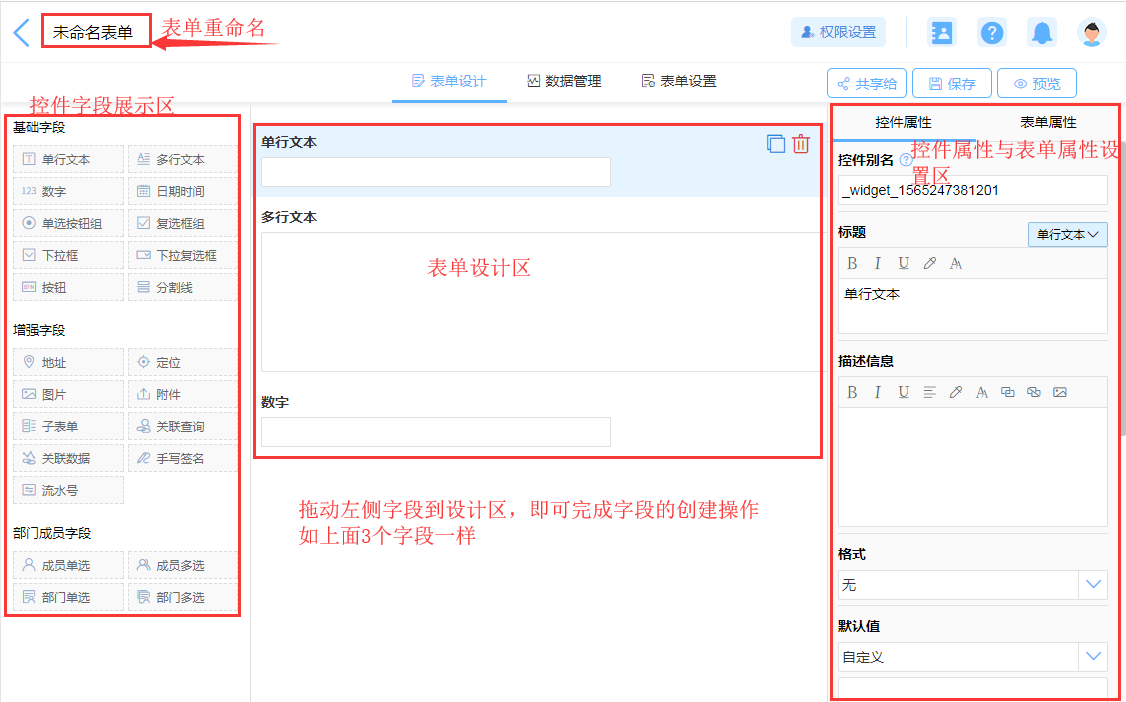 未命名表单
表单重命名
权限设置
表单设计
数据管理
表单设置
共享给
保存
预览
控件字段展示区
基础字段
单行文本
多行文本
123 数字
日期时间
单选按钮组
复选框组
下拉框
下拉复选框
按钮
分割线
增强字段
地址
定位
图片
附件
子表单
关联查询
关联数据
手写签名
流水号
部门成员字段
成员单选
成员多选
部门单选
部门多选
单行文本
多行文本
表单设计区
数字
拖动左侧字段到设计区，即可完成字段的创建操作
如上面3个字段一样
控件属性
表单属性
控件属性与表单属性设
置区
控件别名 ?
_widget_1565247381201
标题
单行文本
B I U A
单行文本
描述信息
B I U A
格式
无
默认值
自定义